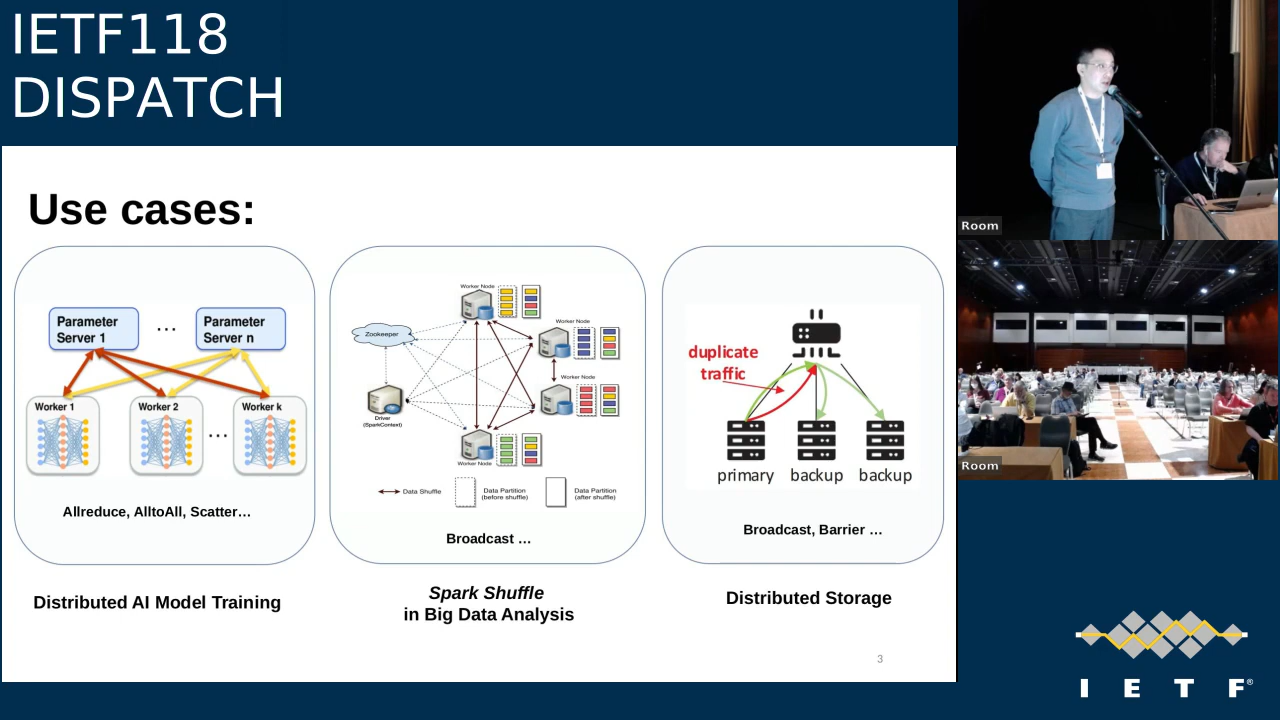 IETF118
DISPATCH
Use cases:
Parameter
Server 1
...
Parameter
Server n
Worker 1
Worker 2
...
Worker k
Allreduce, AlltoAll, Scatter…
Distributed AI Model Training
Worker Node
Zookeeper
Worker Node
Worker Node
Driver
(SparkContext)
Worker Node
Data Shuffle
Data Partition
(before shuffle)
Data Partition
(after shuffle)
Broadcast …
Spark Shuffle
in Big Data Analysis
duplicate
traffic
primary
backup
backup
Broadcast, Barrier …
Distributed Storage
3
Room
Room
I E T F®